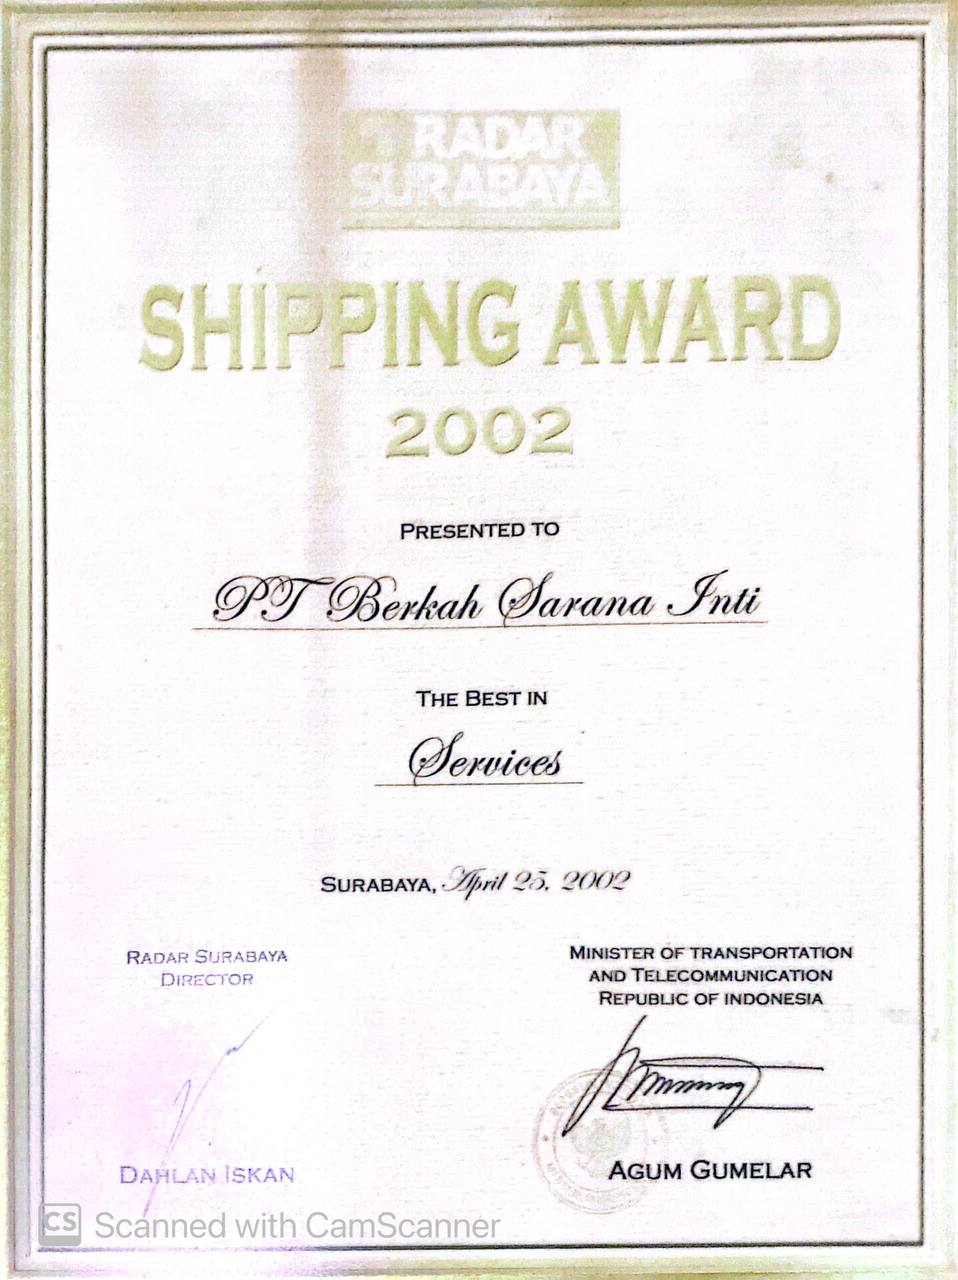 RADAR
SURABAYA
SHIPPING AWARD
2002
PRESENTED TO
PT Berkah Sarana Inti
THE BEST IN
Services
SURABAYA, April 25, 2002
RADAR SURABAYA
DIRECTOR
MINISTER OF TRANSPORTATION
AND TELECOMMUNICATION
REPUBLIC OF INDONESIA
DAHLAN ISKAN
AGUM GUMELAR
CS Scanned with CamScanner